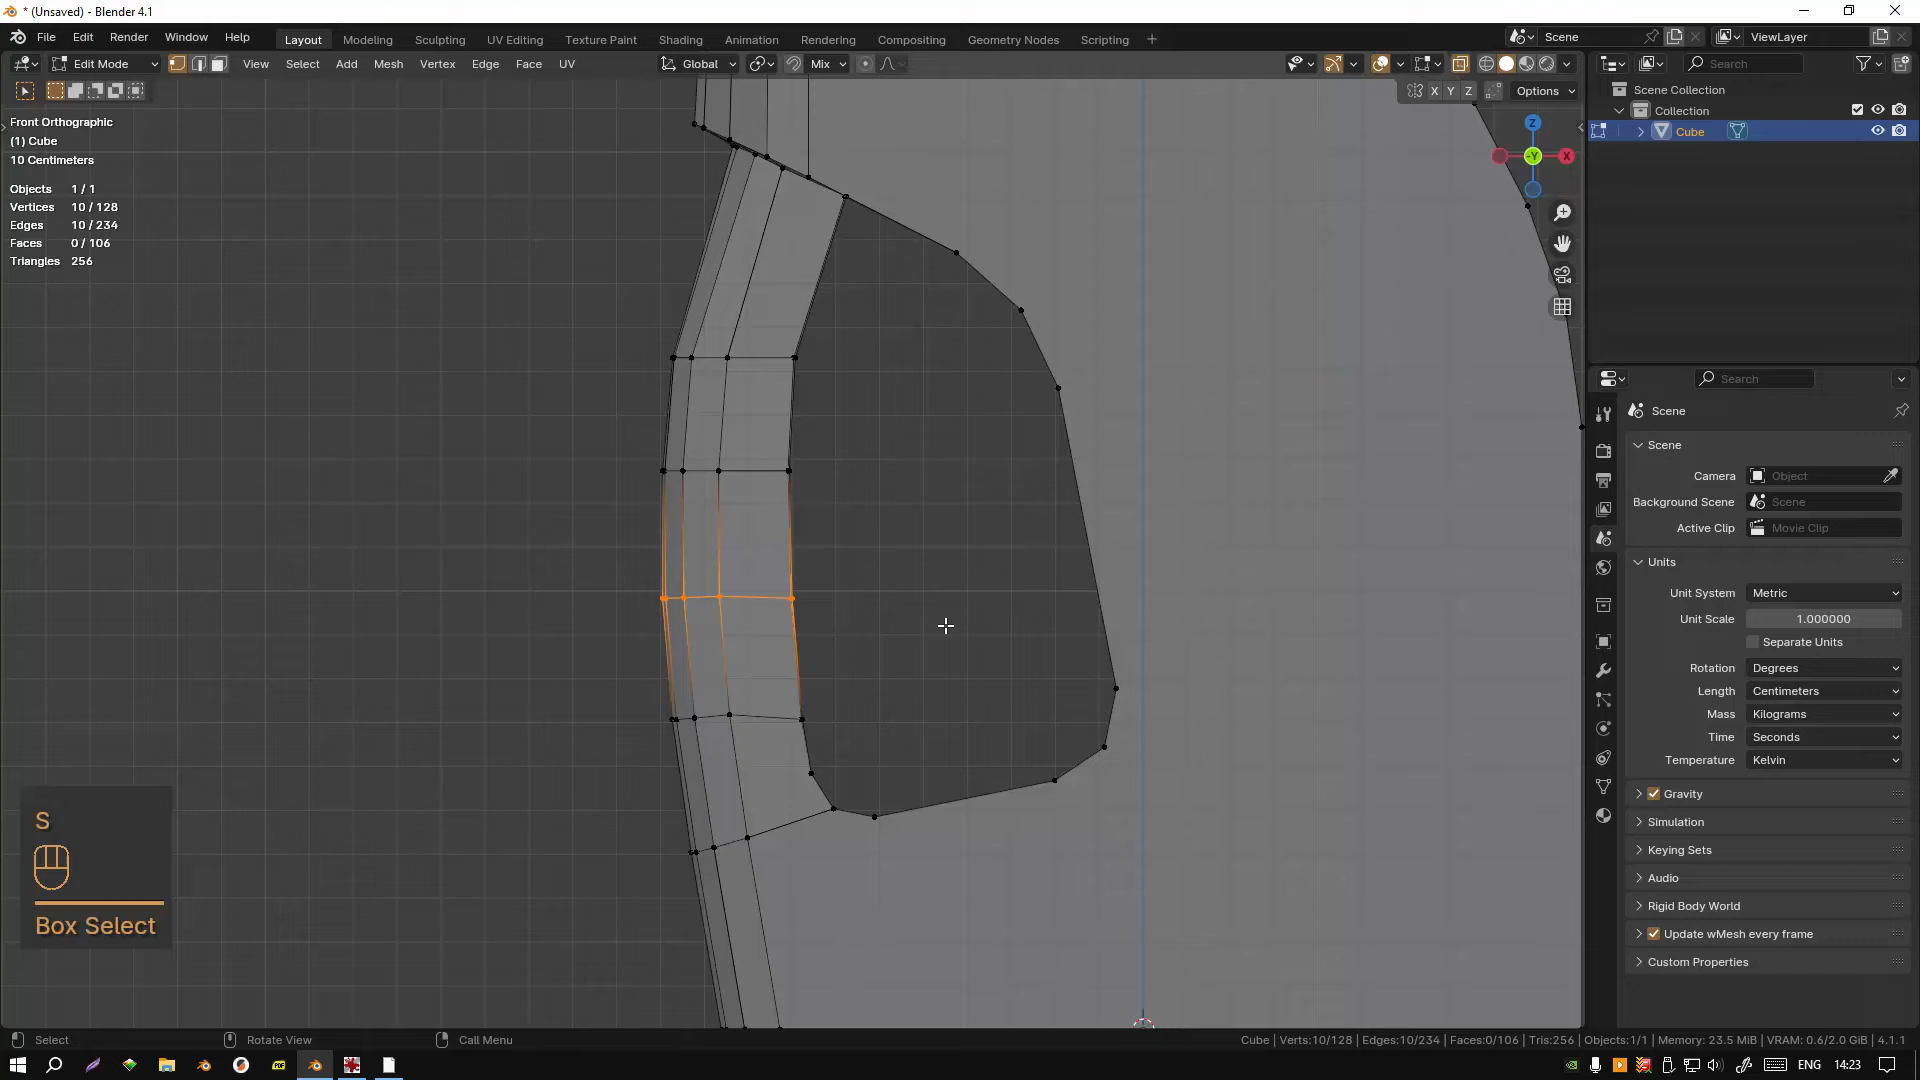 * (Unsaved) - Blender 4.1
File Edit Render Window Help
Layout Modeling Sculpting UV Editing Texture Paint Shading Animation Rendering Compositing Geometry Nodes Scripting
Scene
ViewLayer
Edit Mode View Select Add Mesh Vertex Edge Face UV
Global
Mix
Search
X Y Z
Options
Front Orthographic
(1) Cube
10 Centimeters
Objects 1 / 1
Vertices 10 / 128
Edges 10 / 234
Faces 0 / 106
Triangles 256
Z
-Y
X
Scene Collection
Collection
Cube
Search
Scene
Scene
Camera Object
Background Scene Scene
Active Clip Movie Clip
Units
Unit System Metric
Unit Scale 1.000000
Separate Units
Rotation Degrees
Length Centimeters
Mass Kilograms
Time Seconds
Temperature Kelvin
Gravity
Simulation
Keying Sets
Audio
Rigid Body World
Update wMesh every frame
Custom Properties
S
Box Select
Select
Rotate View
Call Menu
Cube | Verts:10/128 | Edges:10/234 | Faces:0/106 | Tris:256 | Objects:1/1 | Memory: 23.5 MiB | VRAM: 0.6/2.0 GiB | 4.1.1
ENG
14:23